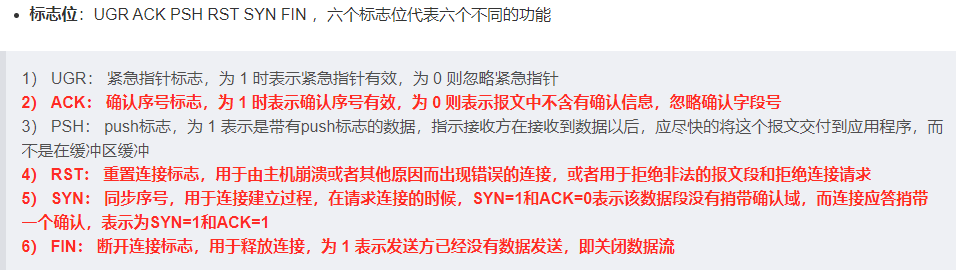 • 标志位：UGR ACK PSH RST SYN FIN ，六个标志位代表六个不同的功能
1） UGR： 紧急指针标志，为 1 时表示紧急指针有效，为 0 则忽略紧急指针
2） ACK： 确认序号标志，为 1 时表示确认序号有效，为 0 则表示报文中不含有确认信息，忽略确认字段号
3） PSH： push标志，为 1 表示是带有push标志的数据，指示接收方在接收到数据以后，应尽快的将这个报文交付到应用程序，而
不是在缓冲区缓冲
4） RST： 重置连接标志，用于由主机崩溃或者其他原因而出现错误的连接，或者用于拒绝非法的报文段和拒绝连接请求
5） SYN： 同步序号，用于连接建立过程，在请求连接的时候，SYN=1和ACK=0表示该数据段没有捎带确认域，而连接应答捎带
一个确认，表示为SYN=1和ACK=1
6） FIN： 断开连接标志，用于释放连接，为 1 表示发送方已经没有数据发送，即关闭数据流